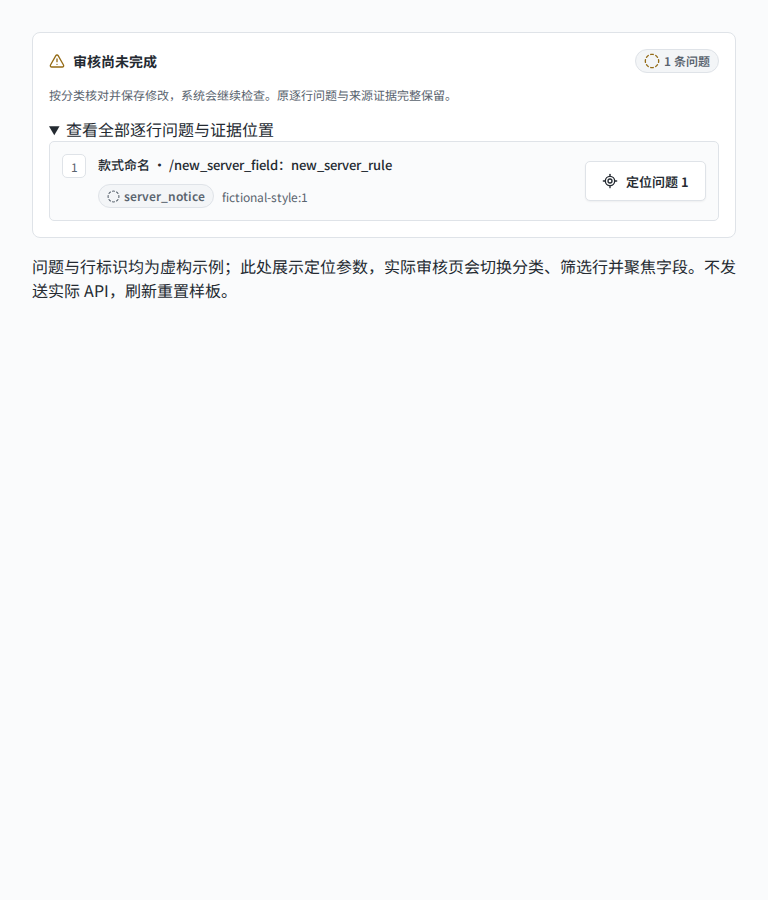 审核尚未完成
1 条问题
按分类核对并保存修改，系统会继续检查。原逐行问题与来源证据完整保留。
▼ 查看全部逐行问题与证据位置
1
款式命名 · /new_server_field：new_server_rule
server_notice fictional-style:1
定位问题 1
问题与行标识均为虚构示例；此处展示定位参数，实际审核页会切换分类、筛选行并聚焦字段。不发
送实际 API，刷新重置样板。